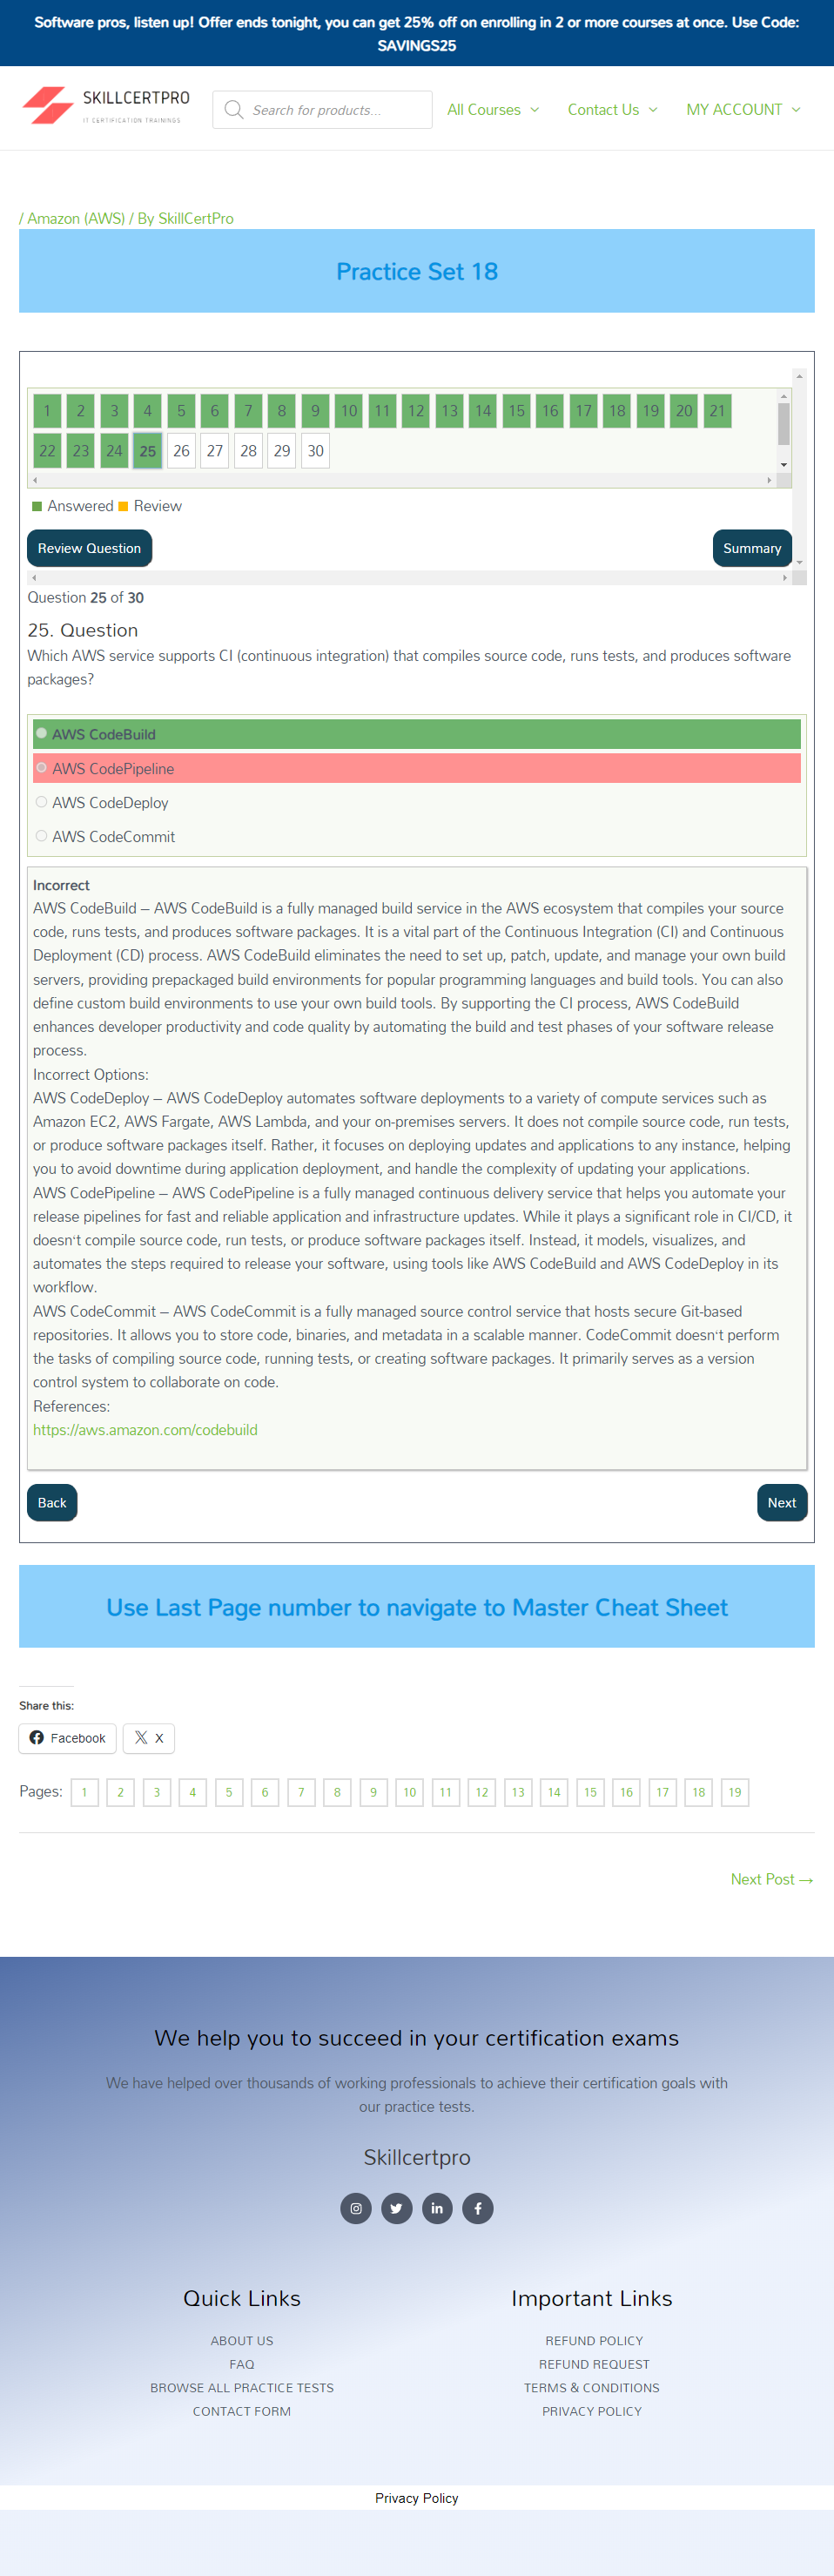 Software pros, listen up! Offer ends tonight, you can get 25% off on enrolling in 2 or more courses at once. Use Code:
SAVINGS25
SKILLCERTPRO
IT CERTIFICATION TRAININGS
Search for products...
All Courses
Contact Us
MY ACCOUNT
/ Amazon (AWS) / By SkillCertPro
Practice Set 18
1 2 3 4 5 6 7 8 9 10 11 12 13 14 15 16 17 18 19 20 21
22 23 24 25 26 27 28 29 30
Answered Review
Review Question
Summary
Question 25 of 30
25. Question
Which AWS service supports CI (continuous integration) that compiles source code, runs tests, and produces software
packages?
AWS CodeBuild
AWS CodePipeline
AWS CodeDeploy
AWS CodeCommit
Incorrect
AWS CodeBuild – AWS CodeBuild is a fully managed build service in the AWS ecosystem that compiles your source
code, runs tests, and produces software packages. It is a vital part of the Continuous Integration (CI) and Continuous
Deployment (CD) process. AWS CodeBuild eliminates the need to set up, patch, update, and manage your own build
servers, providing prepackaged build environments for popular programming languages and build tools. You can also
define custom build environments to use your own build tools. By supporting the CI process, AWS CodeBuild
enhances developer productivity and code quality by automating the build and test phases of your software release
process.
Incorrect Options:
AWS CodeDeploy – AWS CodeDeploy automates software deployments to a variety of compute services such as
Amazon EC2, AWS Fargate, AWS Lambda, and your on-premises servers. It does not compile source code, run tests,
or produce software packages itself. Rather, it focuses on deploying updates and applications to any instance, helping
you to avoid downtime during application deployment, and handle the complexity of updating your applications.
AWS CodePipeline – AWS CodePipeline is a fully managed continuous delivery service that helps you automate your
release pipelines for fast and reliable application and infrastructure updates. While it plays a significant role in CI/CD, it
doesn‘t compile source code, run tests, or produce software packages itself. Instead, it models, visualizes, and
automates the steps required to release your software, using tools like AWS CodeBuild and AWS CodeDeploy in its
workflow.
AWS CodeCommit – AWS CodeCommit is a fully managed source control service that hosts secure Git-based
repositories. It allows you to store code, binaries, and metadata in a scalable manner. CodeCommit doesn‘t perform
the tasks of compiling source code, running tests, or creating software packages. It primarily serves as a version
control system to collaborate on code.
References:
https://aws.amazon.com/codebuild
Back
Next
Use Last Page number to navigate to Master Cheat Sheet
Share this:
Facebook
X
Pages: 1 2 3 4 5 6 7 8 9 10 11 12 13 14 15 16 17 18 19
Next Post →
We help you to succeed in your certification exams
We have helped over thousands of working professionals to achieve their certification goals with
our practice tests.
Skillcertpro
Quick Links
ABOUT US
FAQ
BROWSE ALL PRACTICE TESTS
CONTACT FORM
Important Links
REFUND POLICY
REFUND REQUEST
TERMS & CONDITIONS
PRIVACY POLICY
Privacy Policy